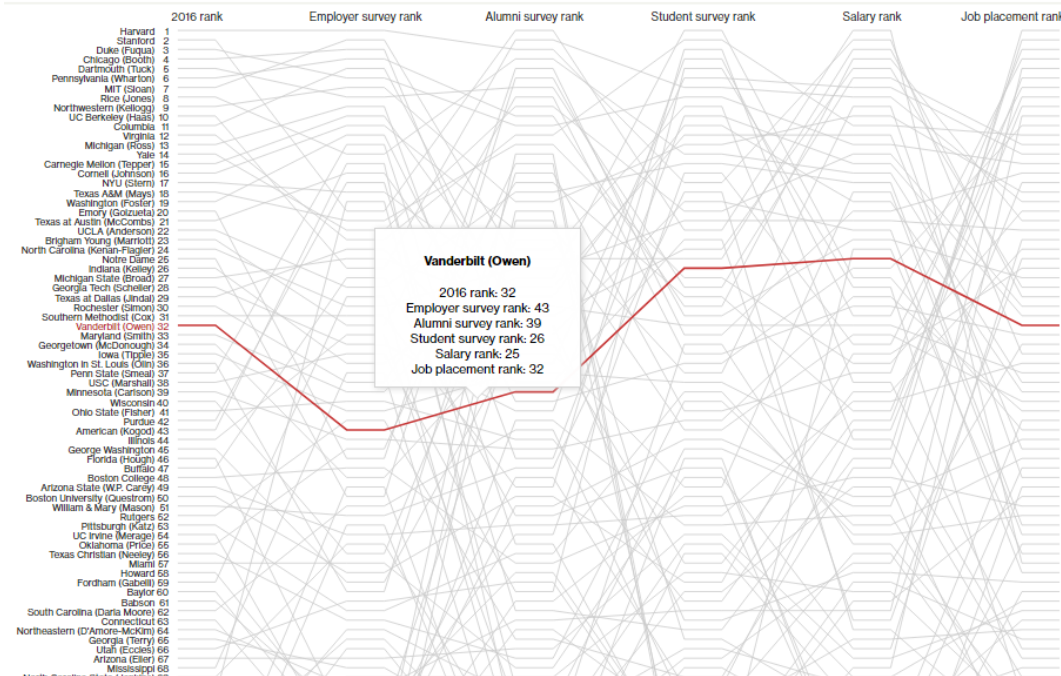 2016 rank Employer survey rank Alumni survey rank Student survey rank Salary rank Job placement rank
Harvard 1
Stanford 2
Duke (Fuqua) 3
Chicago (Booth) 4
Dartmouth (Tuck) 5
Pennsylvania (Wharton) 6
MIT (Sloan) 7
Rice (Jones) 8
Northwestern (Kellogg) 9
UC Berkeley (Haas) 10
Columbia 11
Virginia 12
Michigan (Ross) 13
Yale 14
Carnegie Mellon (Tepper) 15
Cornell (Johnson) 16
NYU (Stern) 17
Texas A&M (Mays) 18
Washington (Foster) 19
Emory (Goizueta) 20
Texas at Austin (McCombs) 21
UCLA (Anderson) 22
Brigham Young (Marriott) 23
North Carolina (Kenan-Flagler) 24
Notre Dame 25
Indiana (Kelley) 26
Michigan State (Broad) 27
Georgia Tech (Scheller) 28
Texas at Dallas (Jindal) 29
Rochester (Simon) 30
Southern Methodist (Cox) 31
Vanderbilt (Owen) 32
Maryland (Smith) 33
Georgetown (McDonough) 34
Iowa (Tippie) 35
Washington in St. Louis (Olin) 36
Penn State (Smeal) 37
USC (Marshall) 38
Minnesota (Carlson) 39
Wisconsin 40
Ohio State (Fisher) 41
Purdue 42
American (Kogod) 43
Illinois 44
George Washington 45
Florida (Hough) 46
Buffalo 47
Boston College 48
Arizona State (W.P. Carey) 49
Boston University (Questrom) 50
William & Mary (Mason) 51
Rutgers 52
Pittsburgh (Katz) 53
UC Irvine (Merage) 54
Oklahoma (Price) 55
Texas Christian (Neeley) 56
Miami 57
Howard 58
Fordham (Gabelli) 59
Baylor 60
Babson 61
South Carolina (Darla Moore) 62
Connecticut 63
Northeastern (D'Amore-McKim) 64
Georgia (Terry) 65
Utah (Eccles) 66
Arizona (Eller) 67
Mississippi 68
Vanderbilt (Owen)
2016 rank: 32
Employer survey rank: 43
Alumni survey rank: 39
Student survey rank: 26
Salary rank: 25
Job placement rank: 32